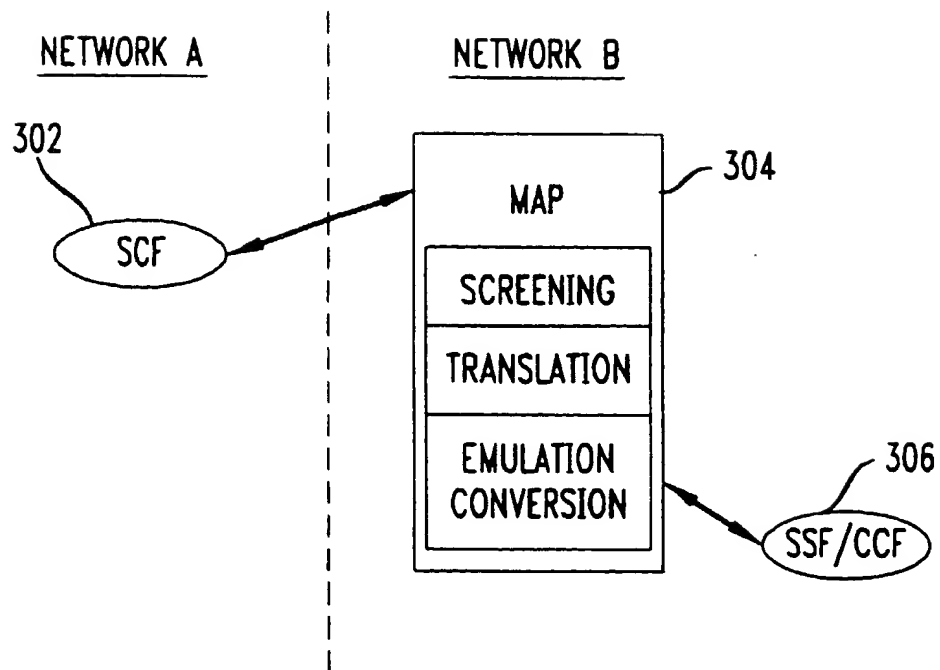 NETWORK A
NETWORK B
302
304
MAP
SCF
SCREENING
TRANSLATION
EMULATION
CONVERSION
306
SSF/CCF